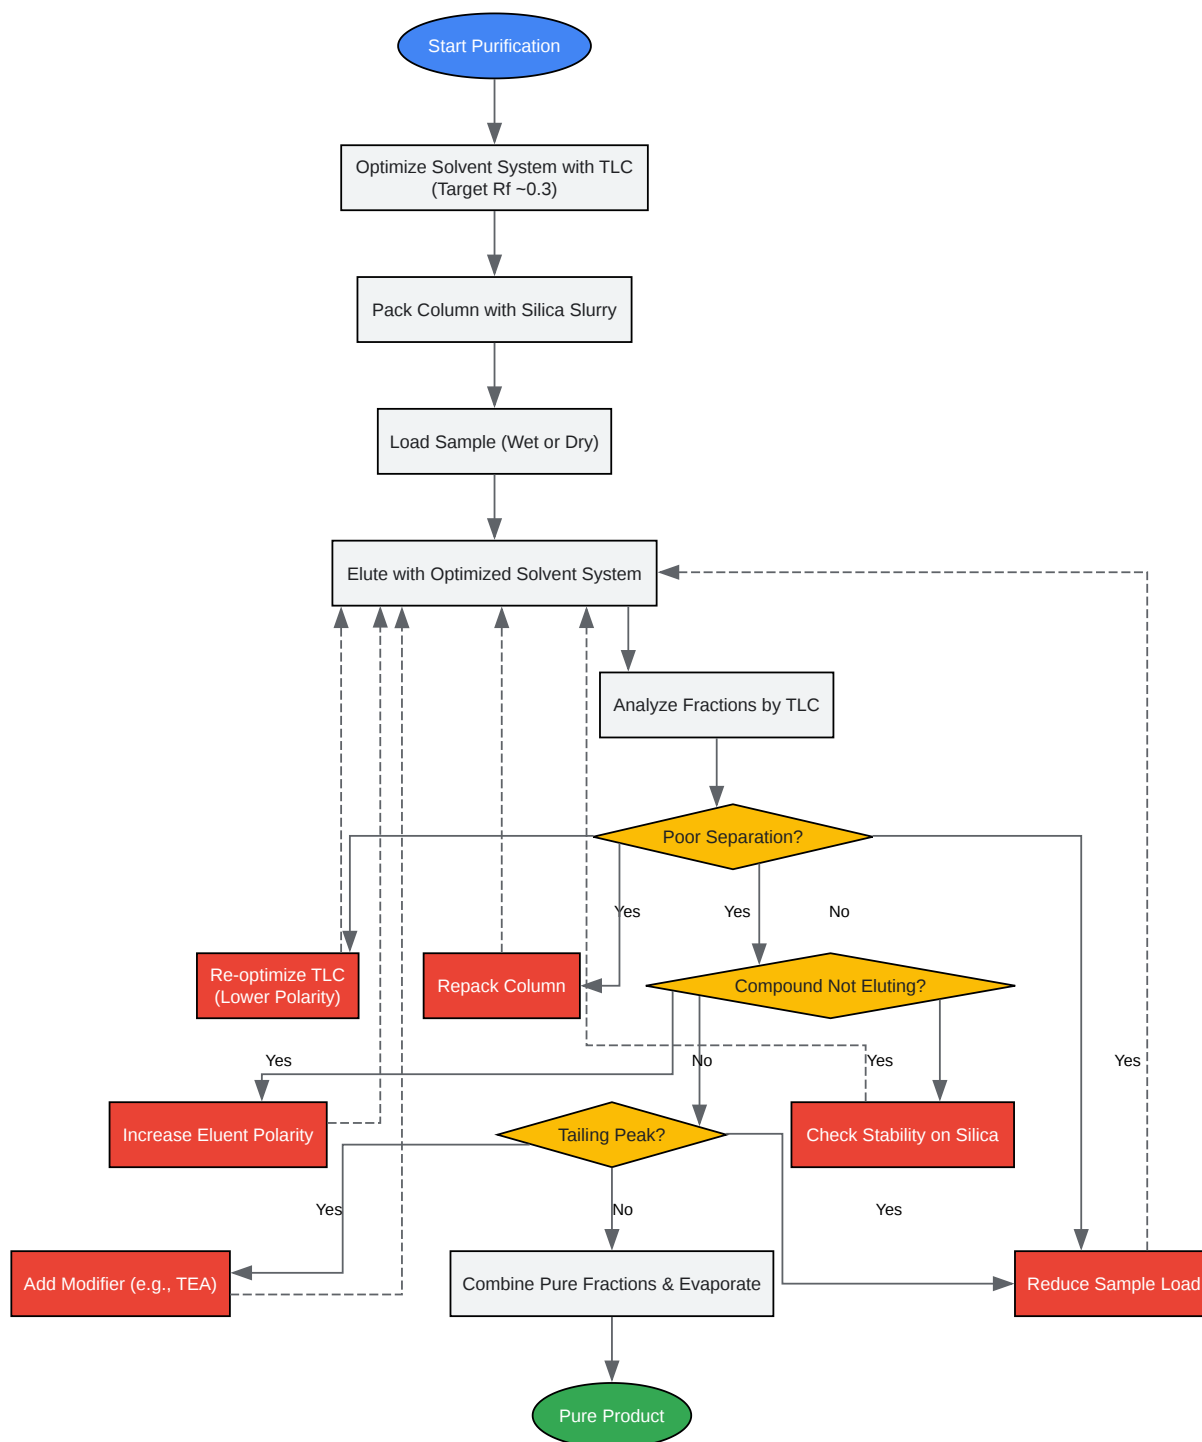 Start Purification
Optimize Solvent System with TLC
(Target Rf ~0.3)
Pack Column with Silica Slurry
Load Sample (Wet or Dry)
Elute with Optimized Solvent System
Analyze Fractions by TLC
Poor Separation?
Yes
Yes
No
Re-optimize TLC
(Lower Polarity)
Repack Column
Compound Not Eluting?
Yes
No
Yes
Yes
Increase Eluent Polarity
Tailing Peak?
Check Stability on Silica
Yes
No
Yes
Add Modifier (e.g., TEA)
Combine Pure Fractions & Evaporate
Reduce Sample Load
Pure Product